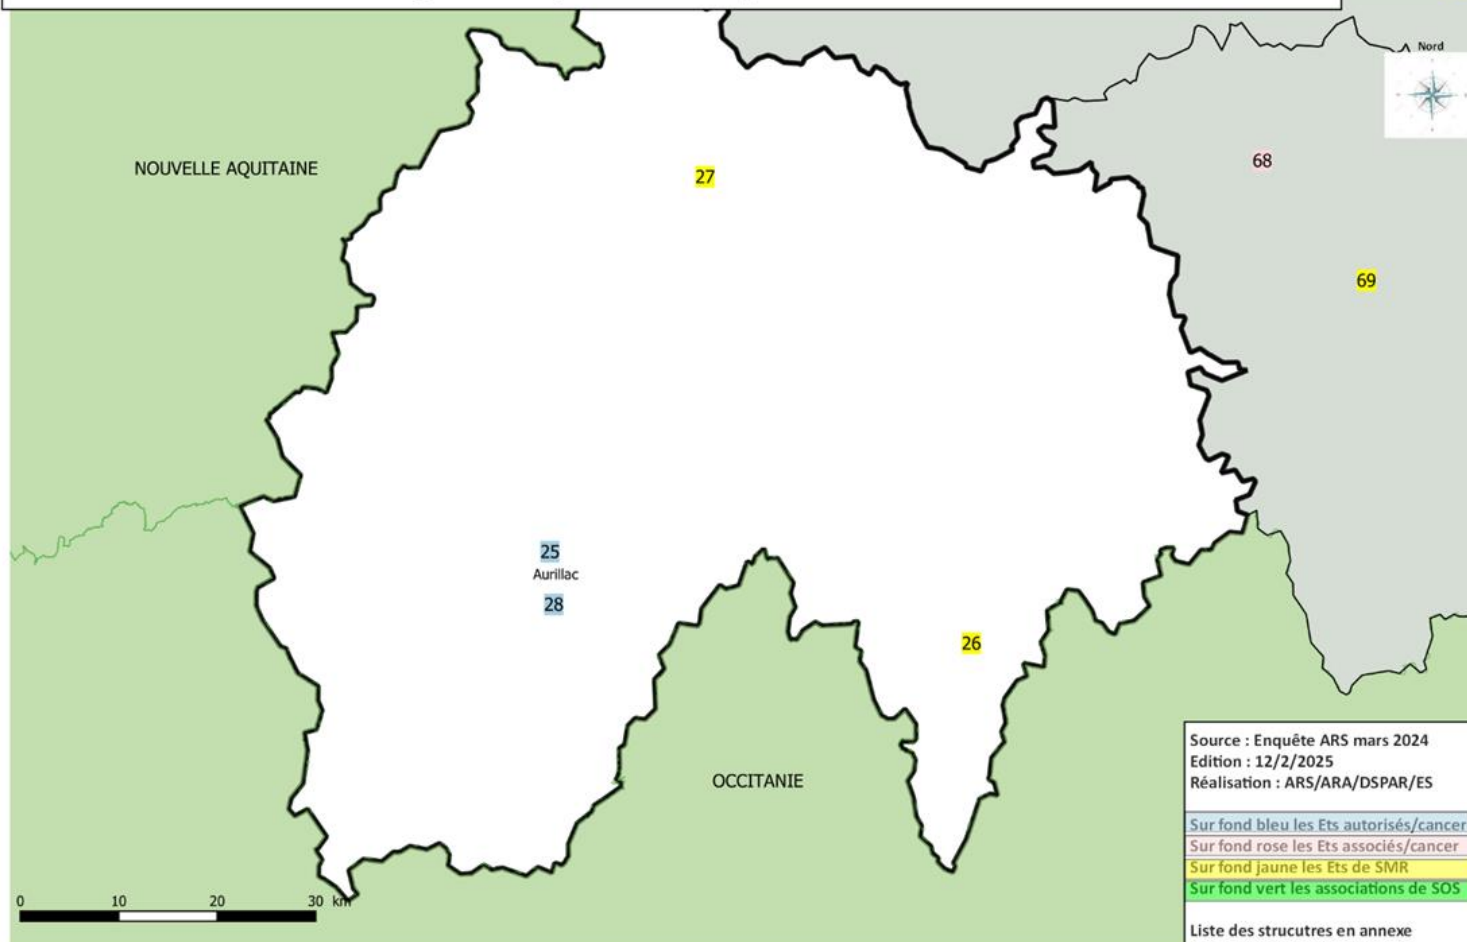 Nord
68
NOUVELLE AQUITAINE
27
69
25
Aurillac
28
26
OCCITANIE
Source : Enquête ARS mars 2024
Edition : 12/2/2025
Réalisation : ARS/ARA/DSPAR/ES
Sur fond bleu les Ets autorisés/cancer
Sur fond rose les Ets associés/cancer
Sur fond jaune les Ets de SMR
Sur fond vert les associations de SOS
Liste des strucutres en annexe
0 10 20 30 km